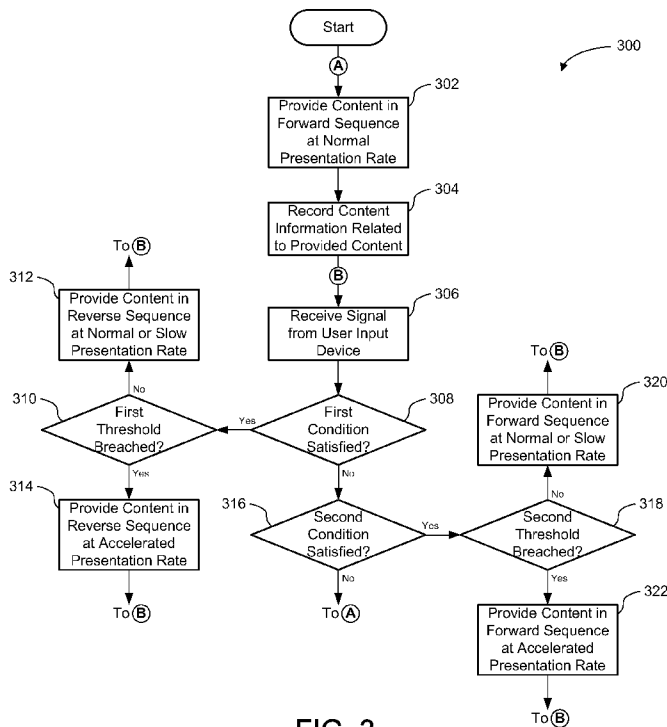 Start
300
A
302
Provide Content in
Forward Sequence
at Normal
Presentation Rate
304
Record Content
Information Related
to Provided Content
B
306
Receive Signal
from User Input
Device
308
First
Condition
Satisfied?
Yes
No
310
First
Threshold
Breached?
No
Yes
312
Provide Content in
Reverse Sequence
at Normal or Slow
Presentation Rate
To B
314
Provide Content in
Reverse Sequence
at Accelerated
Presentation Rate
To B
316
Second
Condition
Satisfied?
Yes
No
To A
318
Second
Threshold
Breached?
No
Yes
320
Provide Content in
Forward Sequence
at Normal or Slow
Presentation Rate
To B
322
Provide Content in
Forward Sequence
at Accelerated
Presentation Rate
To B